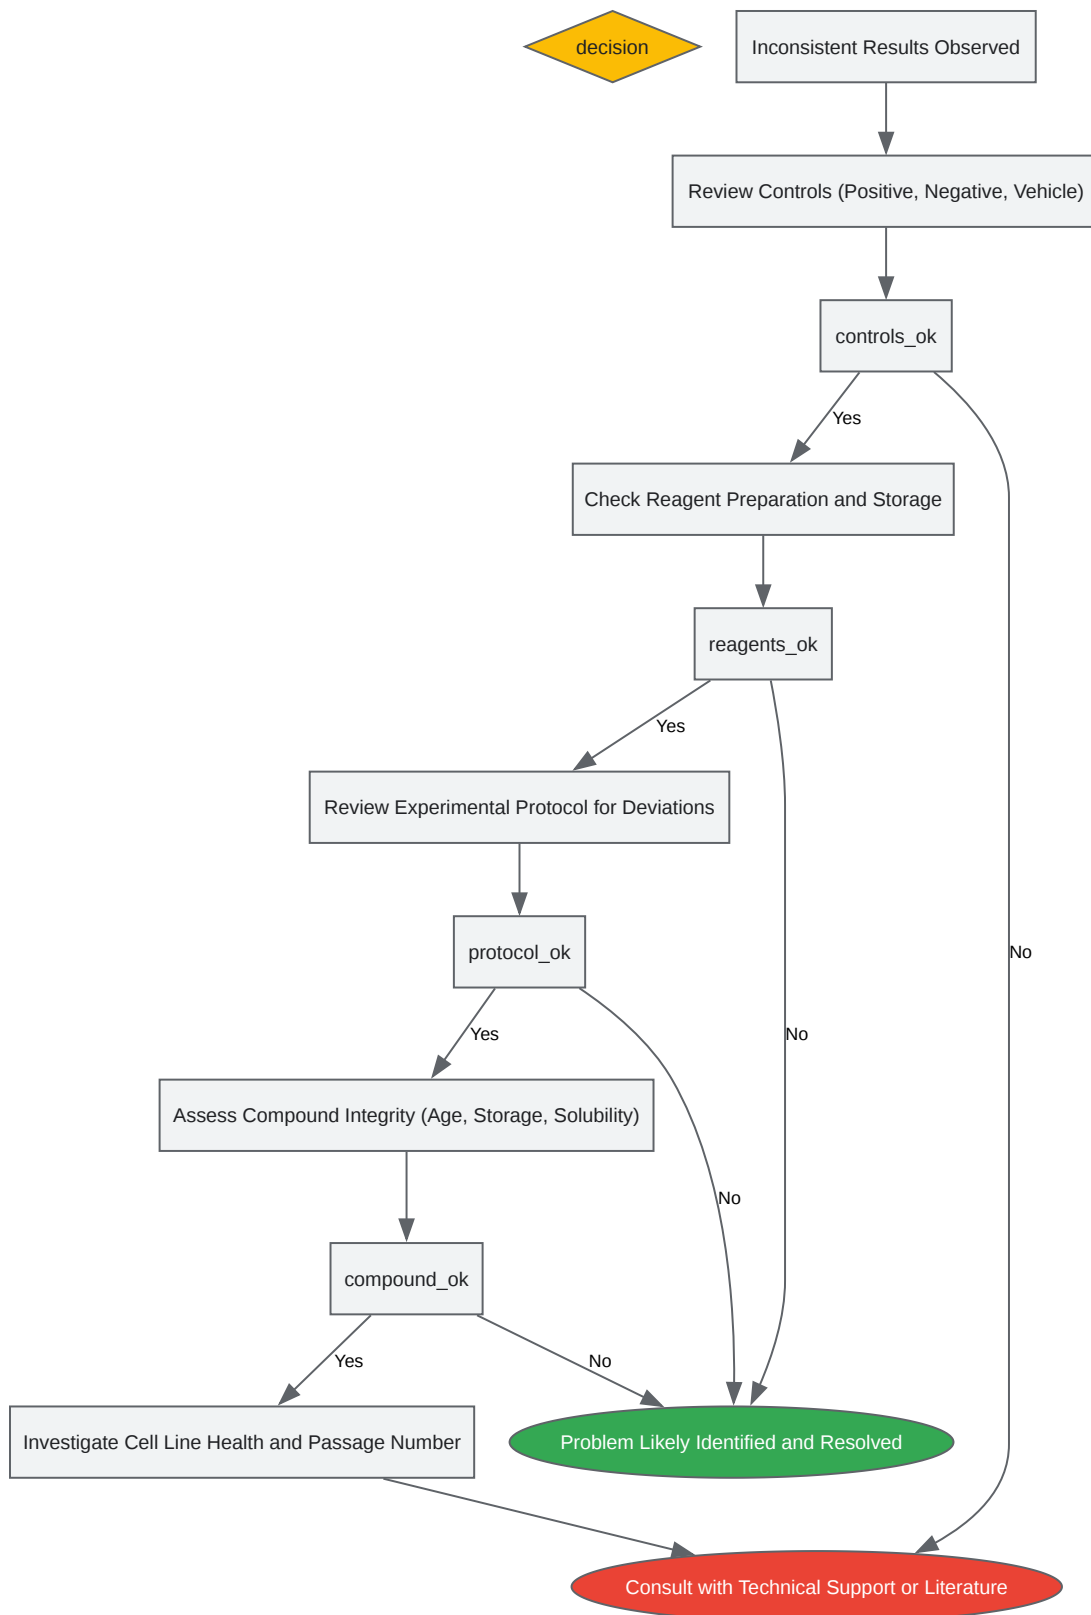 decision
Inconsistent Results Observed
Review Controls (Positive, Negative, Vehicle)
controls_ok
Yes
Check Reagent Preparation and Storage
reagents_ok
Yes
Review Experimental Protocol for Deviations
protocol_ok
No
Yes
No
Assess Compound Integrity (Age, Storage, Solubility)
No
compound_ok
Yes
No
Investigate Cell Line Health and Passage Number
Problem Likely Identified and Resolved
Consult with Technical Support or Literature